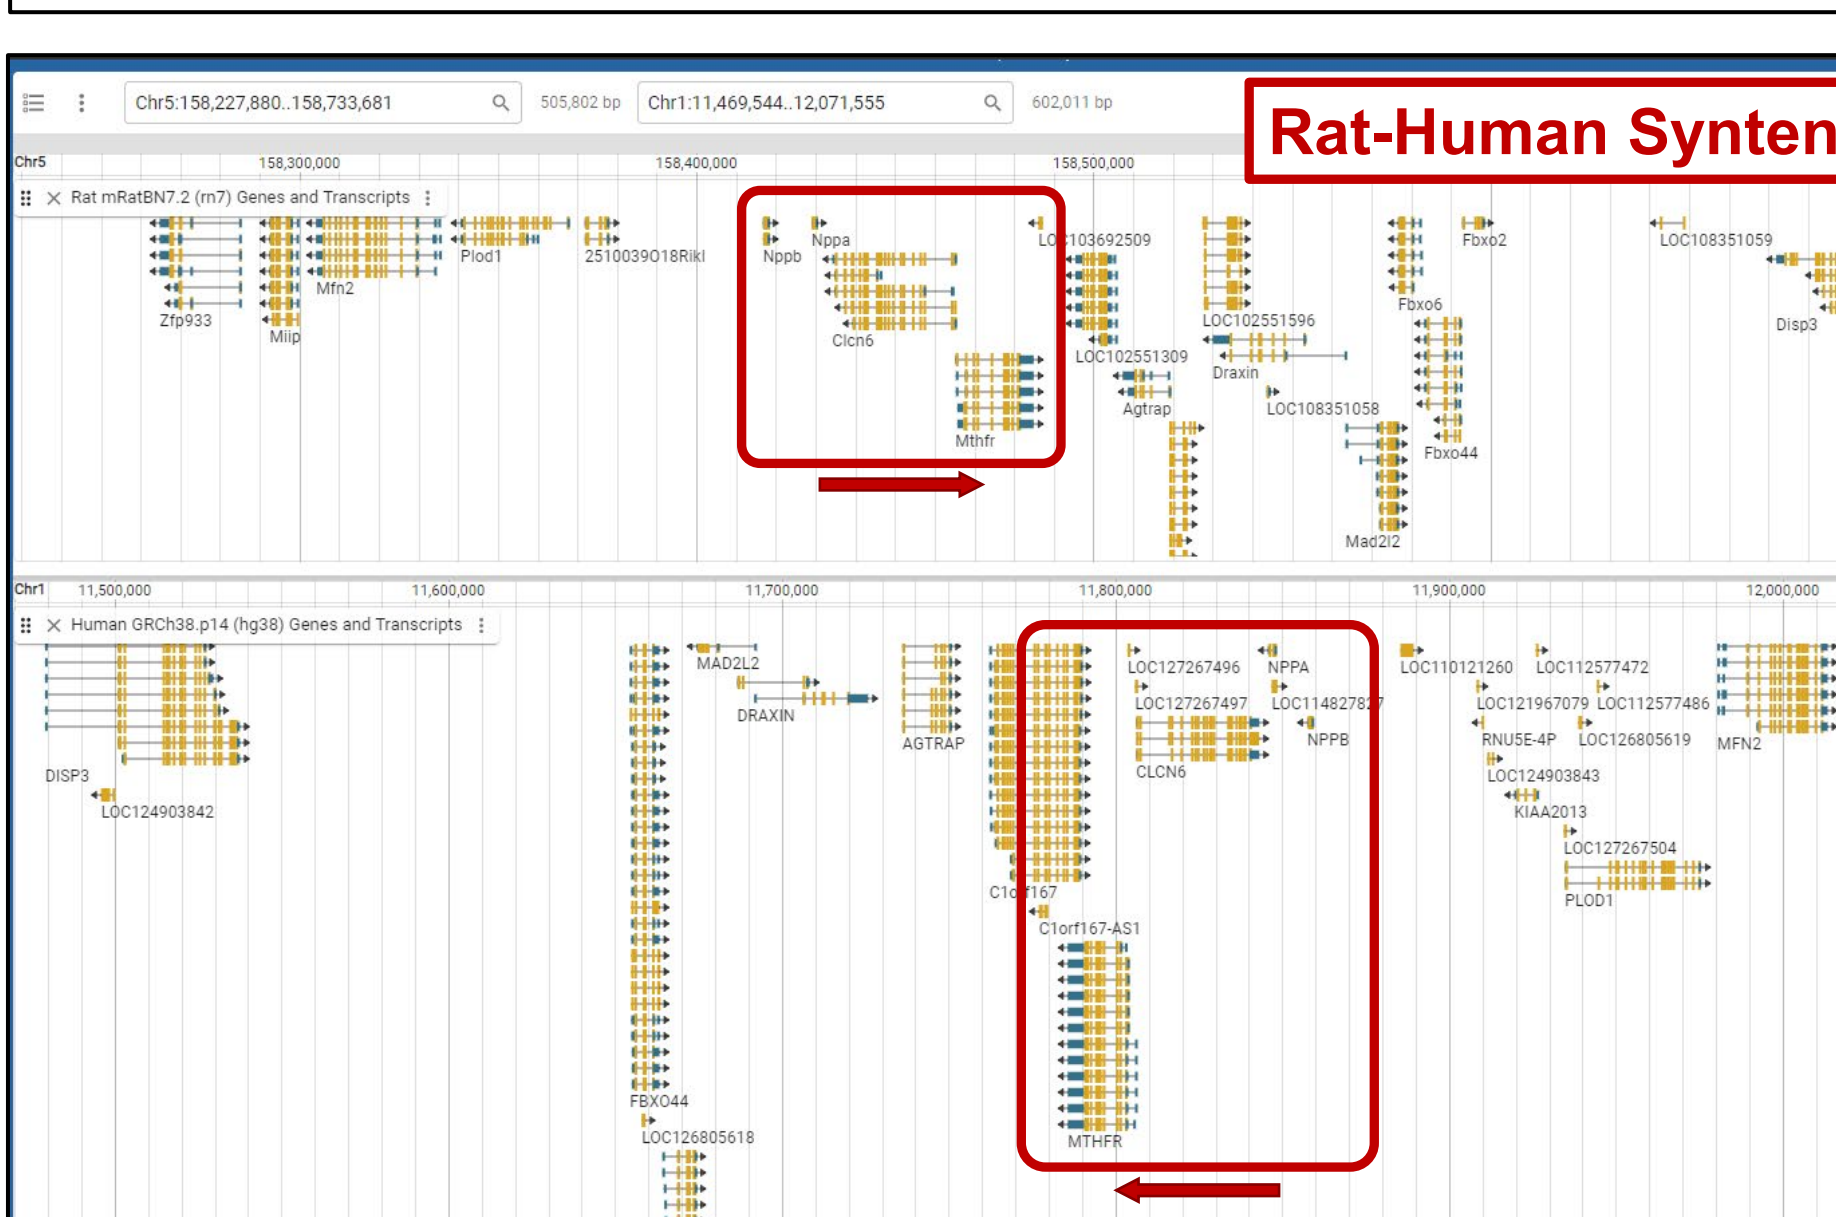 Chr5:158,227,880..158,733,681 505,802 bp Chr1:11,469,544..12,071,555 602,011 bp
Rat-Human Synten
Chr5 158,300,000 158,400,000 158,500,000
Rat mRatBN7.2 (rn7) Genes and Transcripts
Nppa LOC103692509 Fbxo2 LOC108351059
Plod1 2510039O18Rikl Nppb
Mfn2 Fbxo6
Zfp933 LOC102551596 Disp3
Miip Clcn6
LOC102551309
Draxin
Agtrap LOC108351058
Mthfr Fbxo44
Mad2l2
Chr1 11,500,000 11,600,000 11,700,000 11,800,000 11,900,000 12,000,000
Human GRCh38.p14 (hg38) Genes and Transcripts
MAD2L2 LOC127267496 NPPA LOC110121260 LOC112577472
LOC127267497 LOC114827827 LOC121967079 LOC112577486
DRAXIN
AGTRAP NPPB RNU5E-4P LOC126805619 MFN2
DISP3 CLCN6 LOC124903843
LOC124903842 KIAA2013
LOC127267504
C1orf167 PLOD1
C1orf167-AS1
FBXO44
LOC126805618 MTHFR